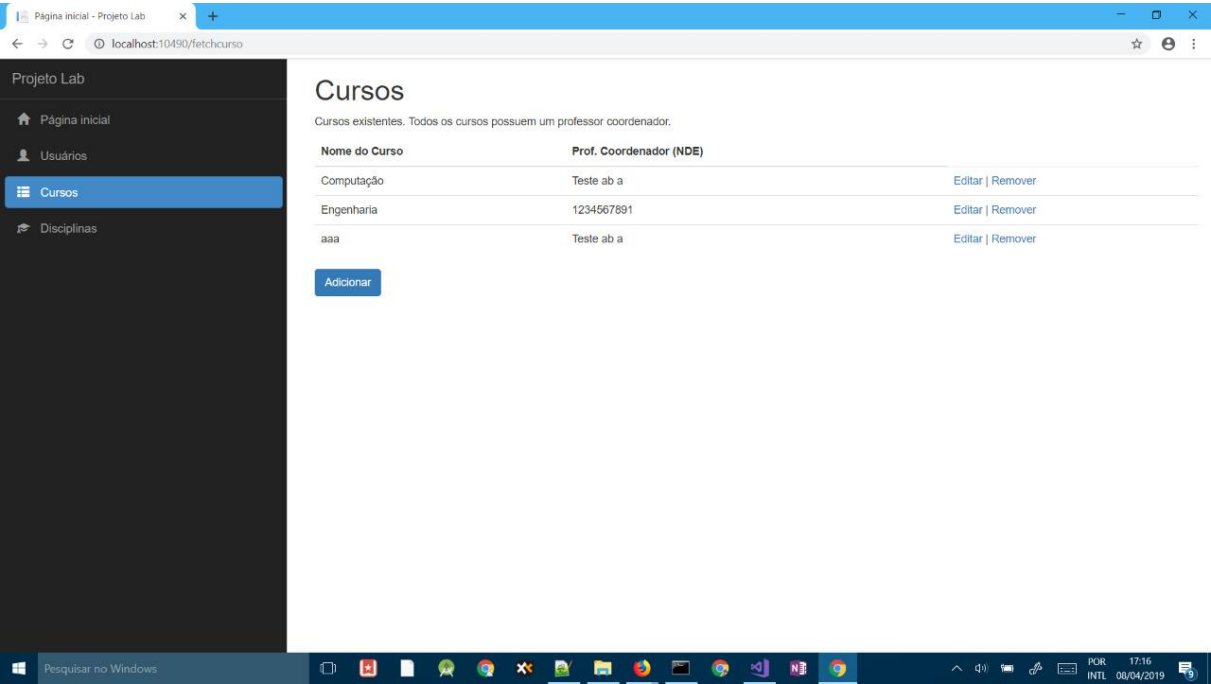 Página inicial - Projeto Lab
localhost:10490/fetchcurso
Projeto Lab
Página inicial
Usuários
Cursos
Disciplinas
Cursos
Cursos existentes. Todos os cursos possuem um professor coordenador.
Nome do Curso Prof. Coordenador (NDE)
Computação Teste ab a Editar | Remover
Engenharia 1234567891 Editar | Remover
aaa Teste ab a Editar | Remover
Adicionar
Pesquisar no Windows
POR 17:16
INTL 08/04/2019
9